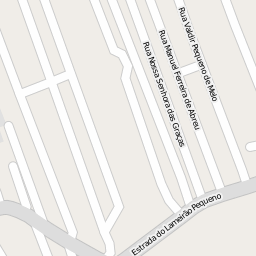 Rua Valdir Pequeno de Melo
Rua Manuel Ferreira de Abreu
Rua Nossa Senhora das Graças
Estrada do Lameirão Pequeno